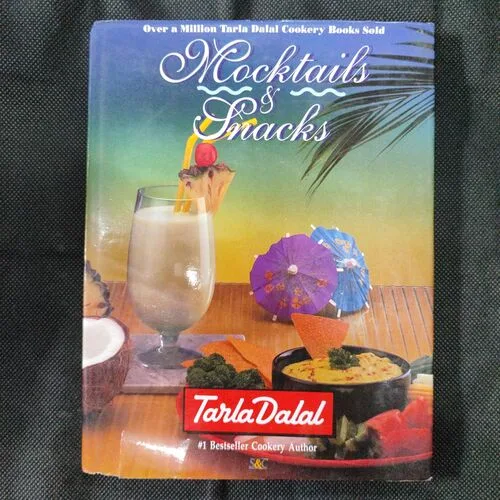 Over a Million Tarla Dalal Cookery Books Sold
Mocktails
&
Snacks
Tarla Dalal
#1 Bestseller Cookery Author
S&C